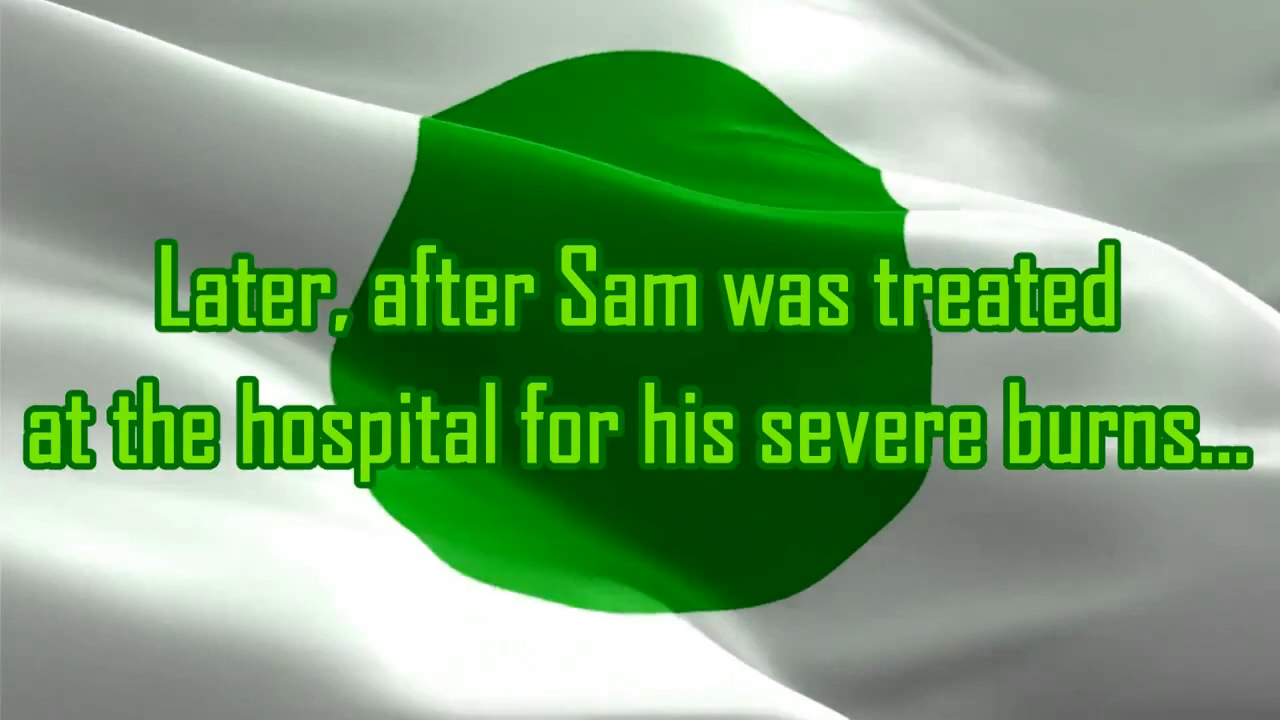 Later, after Sam was treated
at the hospital for his severe burns...